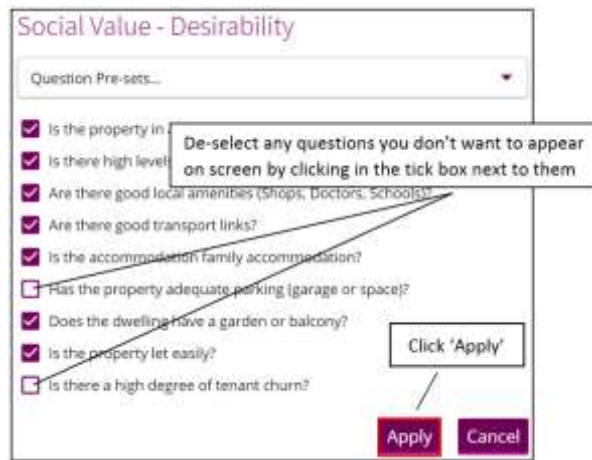 Social Value - Desirability
Question Pre-sets...
Is the property in
De-select any questions you don't want to appear
on screen by clicking in the tick box next to them
Is there high level
Are there good local amenities (Shops, Doctors, Schools)?
Are there good transport links?
Is the accommodation family accommodation?
Has the property adequate parking (garage or space)?
Does the dwelling have a garden or balcony?
Is the property let easily?
Click 'Apply'
Is there a high degree of tenant churn?
Apply Cancel